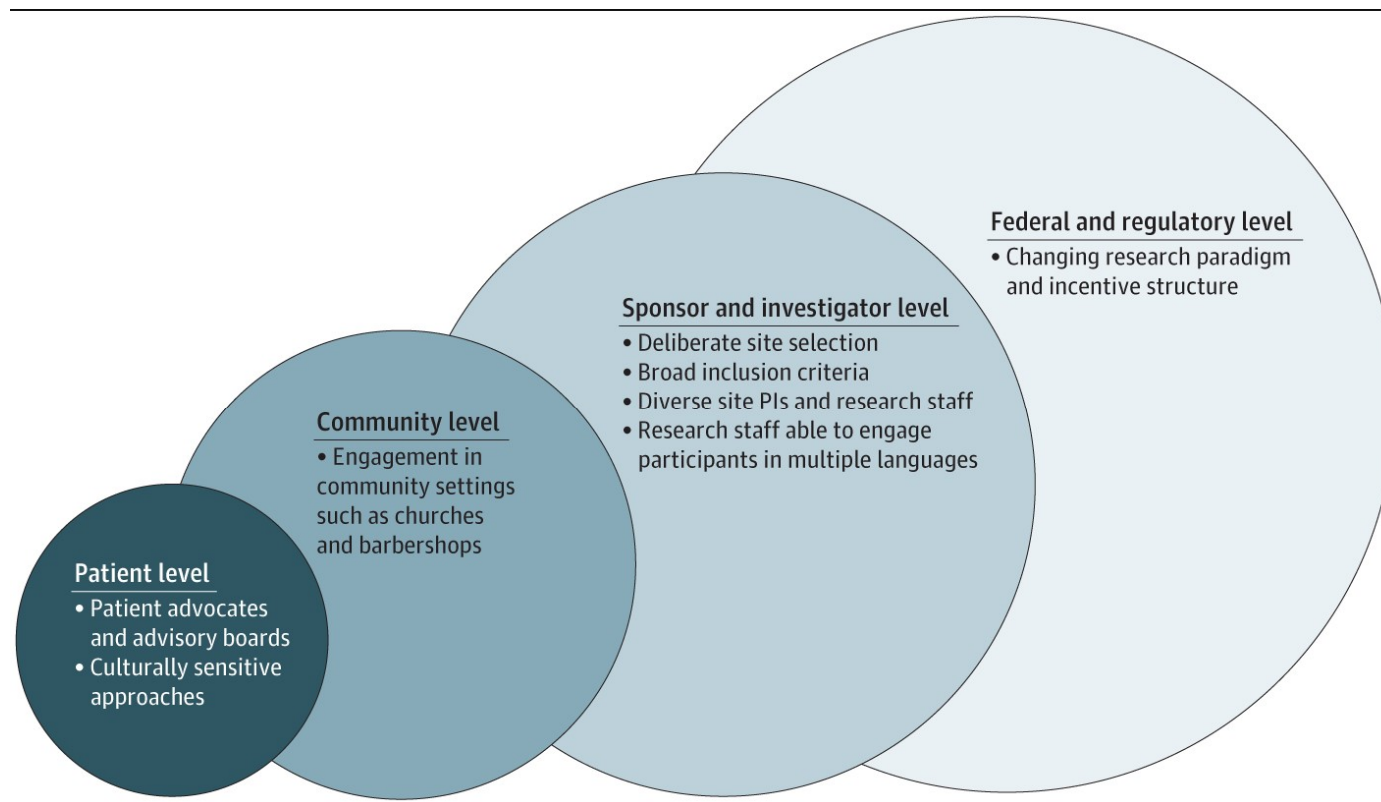 Patient level
• Patient advocates
and advisory boards
• Culturally sensitive
approaches
Community level
• Engagement in
community settings
such as churches
and barbershops
Sponsor and investigator level
• Deliberate site selection
• Broad inclusion criteria
• Diverse site PIs and research staff
• Research staff able to engage
participants in multiple languages
Federal and regulatory level
• Changing research paradigm
and incentive structure